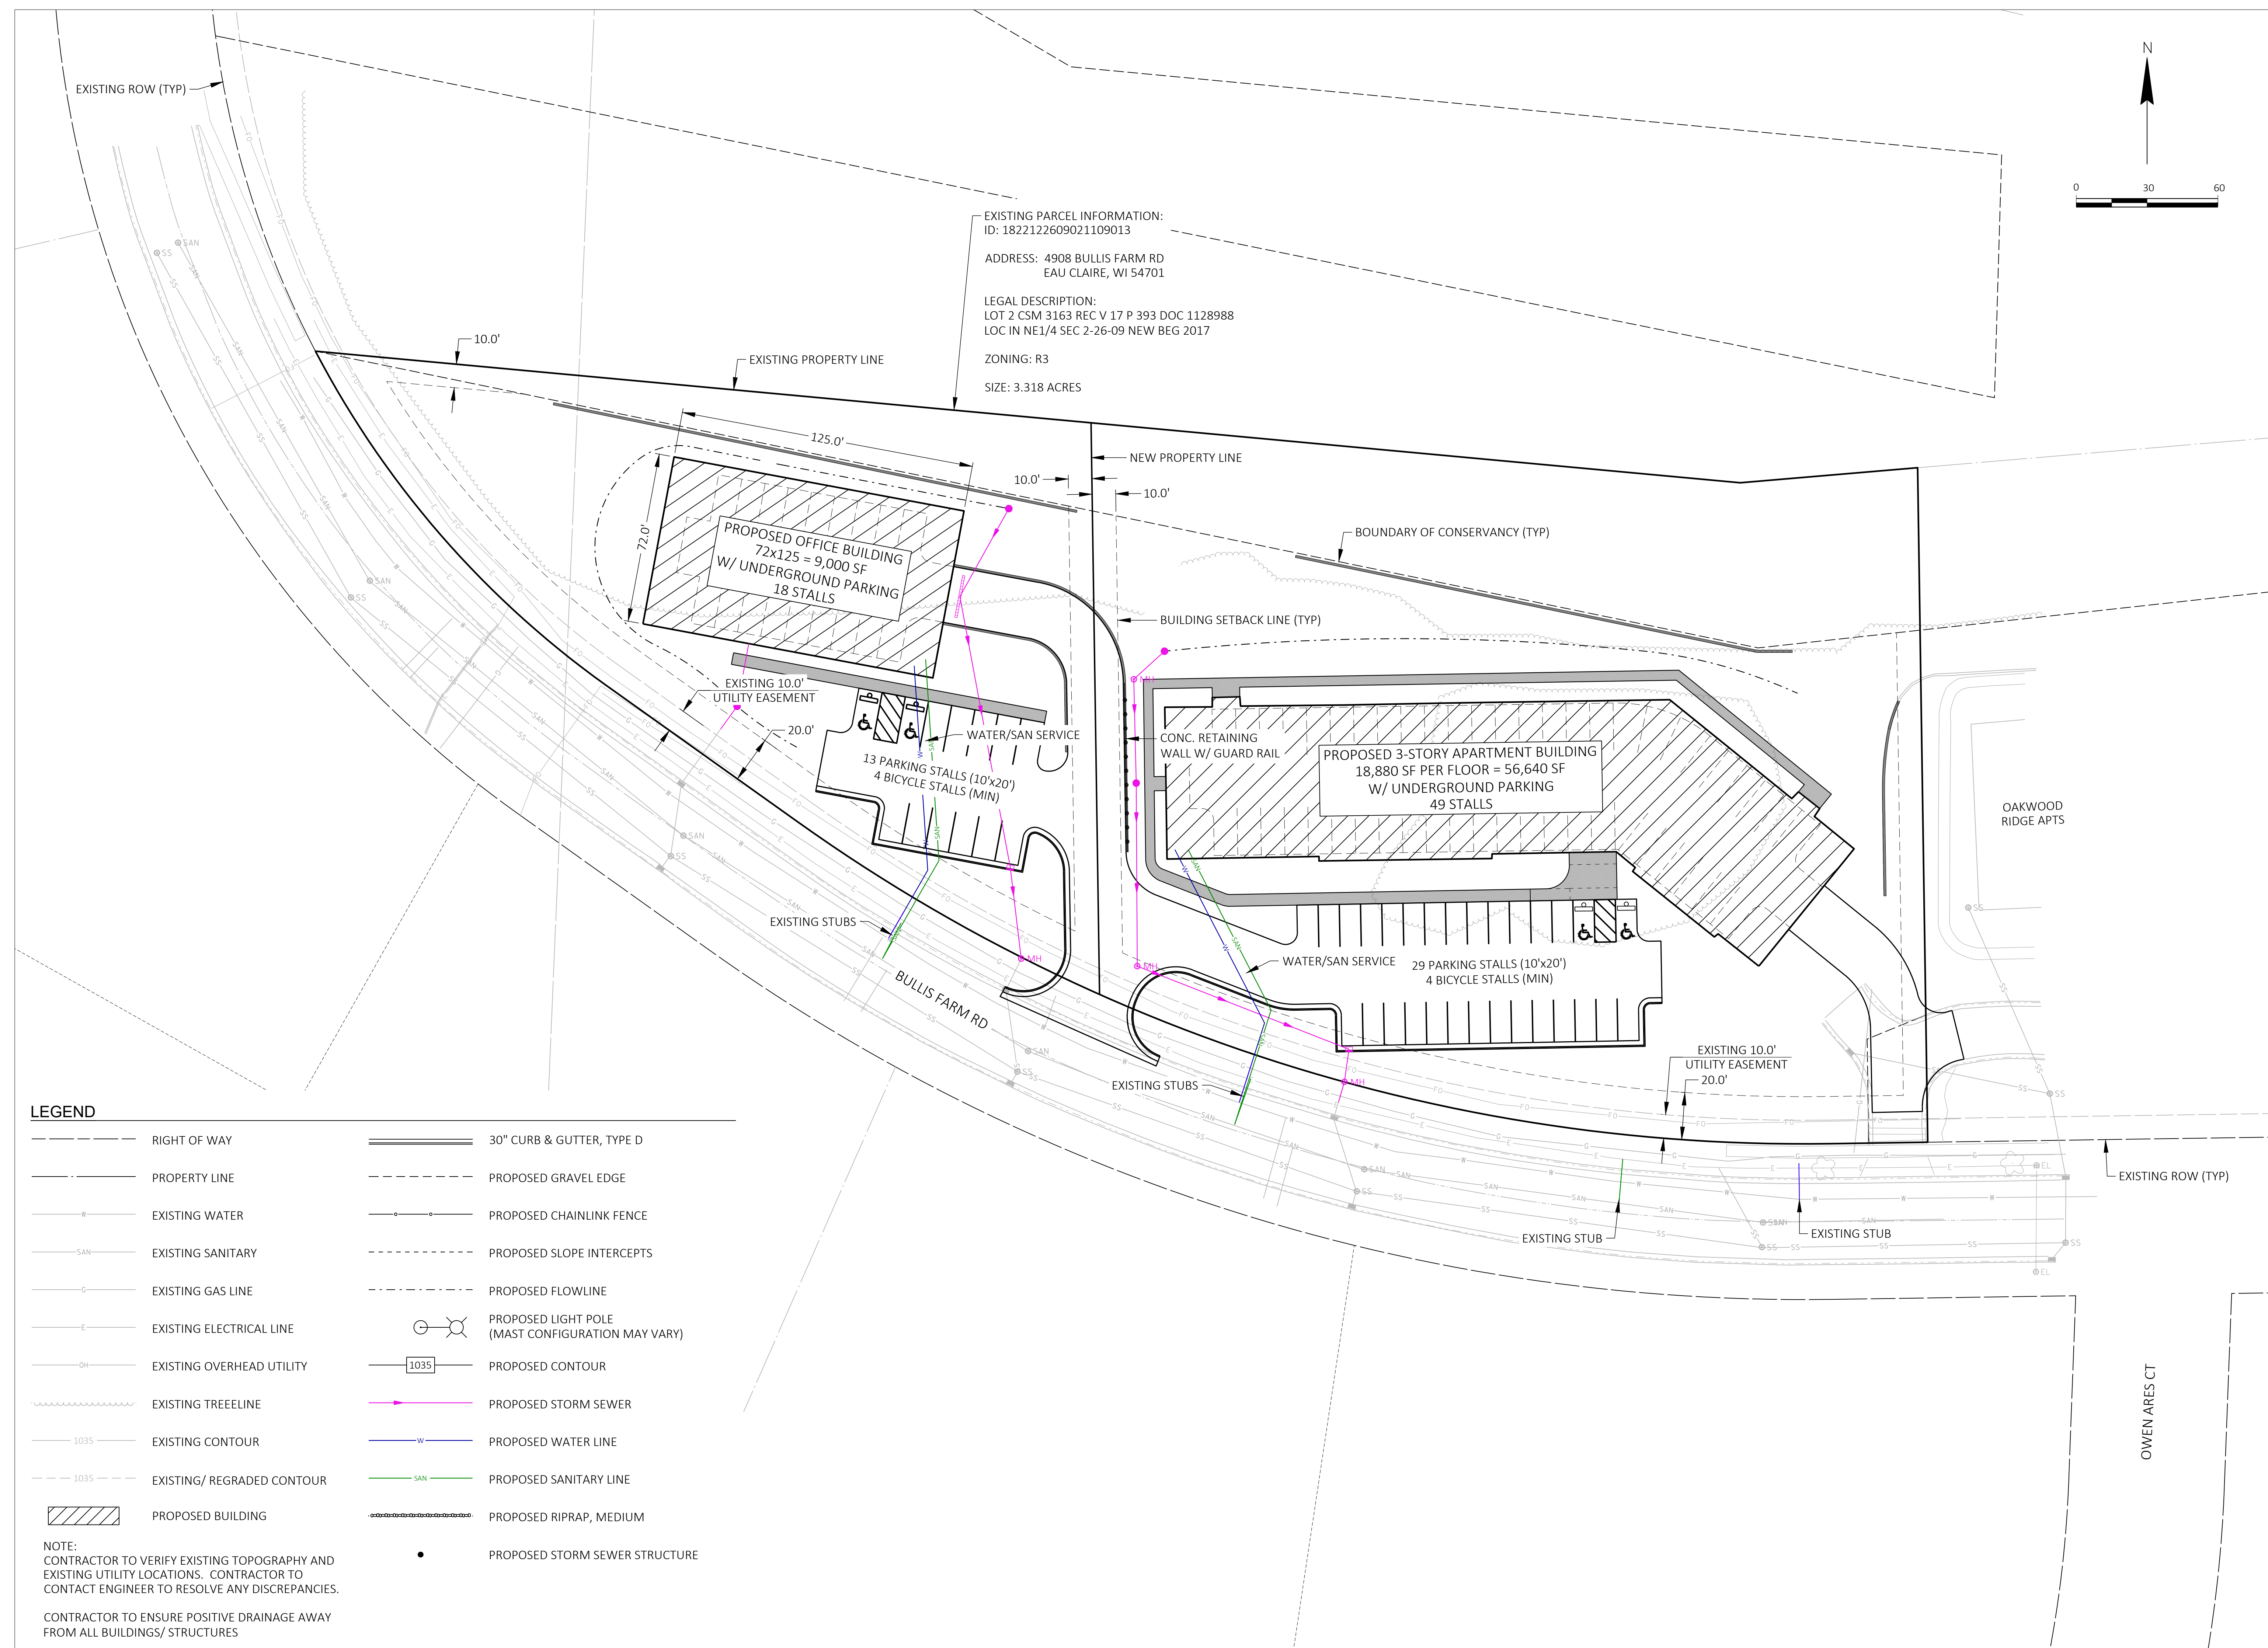 N
0 30 60
EXISTING ROW (TYP)
EXISTING PARCEL INFORMATION:
ID: 1822122609021109013
ADDRESS: 4908 BULLIS FARM RD
EAU CLAIRE, WI 54701
LEGAL DESCRIPTION:
LOT 2 CSM 3163 REC V 17 P 393 DOC 1128988
LOC IN NE1/4 SEC 2-26-09 NEW BEG 2017
ZONING: R3
SIZE: 3.318 ACRES
10.0'
EXISTING PROPERTY LINE
125.0'
72.0'
NEW PROPERTY LINE
10.0'
10.0'
PROPOSED OFFICE BUILDING
72x125 = 9,000 SF
W/ UNDERGROUND PARKING
18 STALLS
BOUNDARY OF CONSERVANCY (TYP)
BUILDING SETBACK LINE (TYP)
EXISTING 10.0'
UTILITY EASEMENT
20.0'
WATER/SAN SERVICE
13 PARKING STALLS (10'x20')
4 BICYCLE STALLS (MIN)
CONC. RETAINING
WALL W/ GUARD RAIL
PROPOSED 3-STORY APARTMENT BUILDING
18,880 SF PER FLOOR = 56,640 SF
W/ UNDERGROUND PARKING
49 STALLS
OAKWOOD
RIDGE APTS
EXISTING STUBS
BULLIS FARM RD
MH
MH
MH
MH
WATER/SAN SERVICE
29 PARKING STALLS (10'x20')
4 BICYCLE STALLS (MIN)
EXISTING STUBS
EXISTING 10.0'
UTILITY EASEMENT
20.0'
EXISTING ROW (TYP)
EXISTING STUB
EXISTING STUB
OWEN ARES CT
LEGEND
RIGHT OF WAY
PROPERTY LINE
W EXISTING WATER
SAN EXISTING SANITARY
G EXISTING GAS LINE
E EXISTING ELECTRICAL LINE
OH EXISTING OVERHEAD UTILITY
EXISTING TREEELINE
1035 EXISTING CONTOUR
1035 EXISTING/ REGRADED CONTOUR
PROPOSED BUILDING
30" CURB & GUTTER, TYPE D
PROPOSED GRAVEL EDGE
PROPOSED CHAINLINK FENCE
PROPOSED SLOPE INTERCEPTS
PROPOSED FLOWLINE
PROPOSED LIGHT POLE
(MAST CONFIGURATION MAY VARY)
1035 PROPOSED CONTOUR
PROPOSED STORM SEWER
W PROPOSED WATER LINE
SAN PROPOSED SANITARY LINE
PROPOSED RIPRAP, MEDIUM
PROPOSED STORM SEWER STRUCTURE
NOTE:
CONTRACTOR TO VERIFY EXISTING TOPOGRAPHY AND
EXISTING UTILITY LOCATIONS. CONTRACTOR TO
CONTACT ENGINEER TO RESOLVE ANY DISCREPANCIES.
CONTRACTOR TO ENSURE POSITIVE DRAINAGE AWAY
FROM ALL BUILDINGS/ STRUCTURES